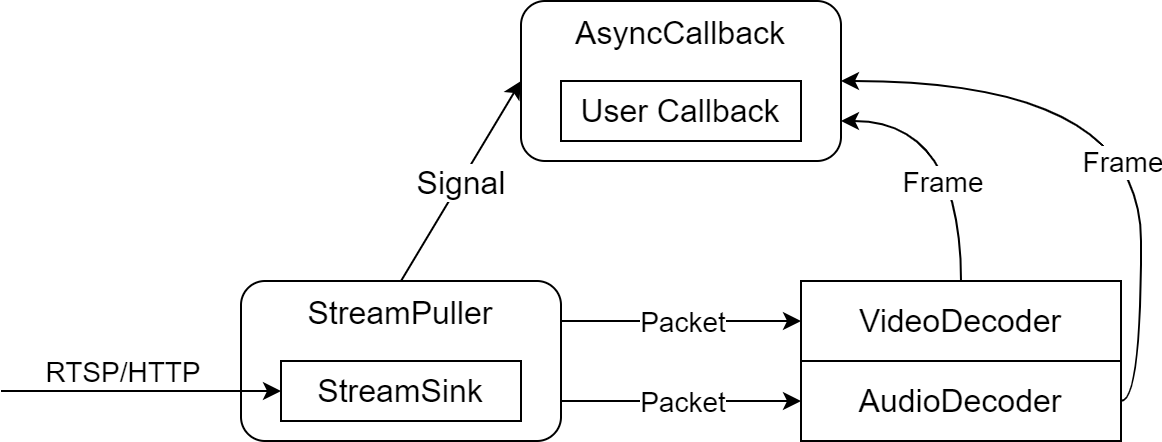 AsyncCallback
User Callback
Signal
Frame
Frame
StreamPuller
RTSP/HTTP
StreamSink
Packet
Packet
VideoDecoder
AudioDecoder